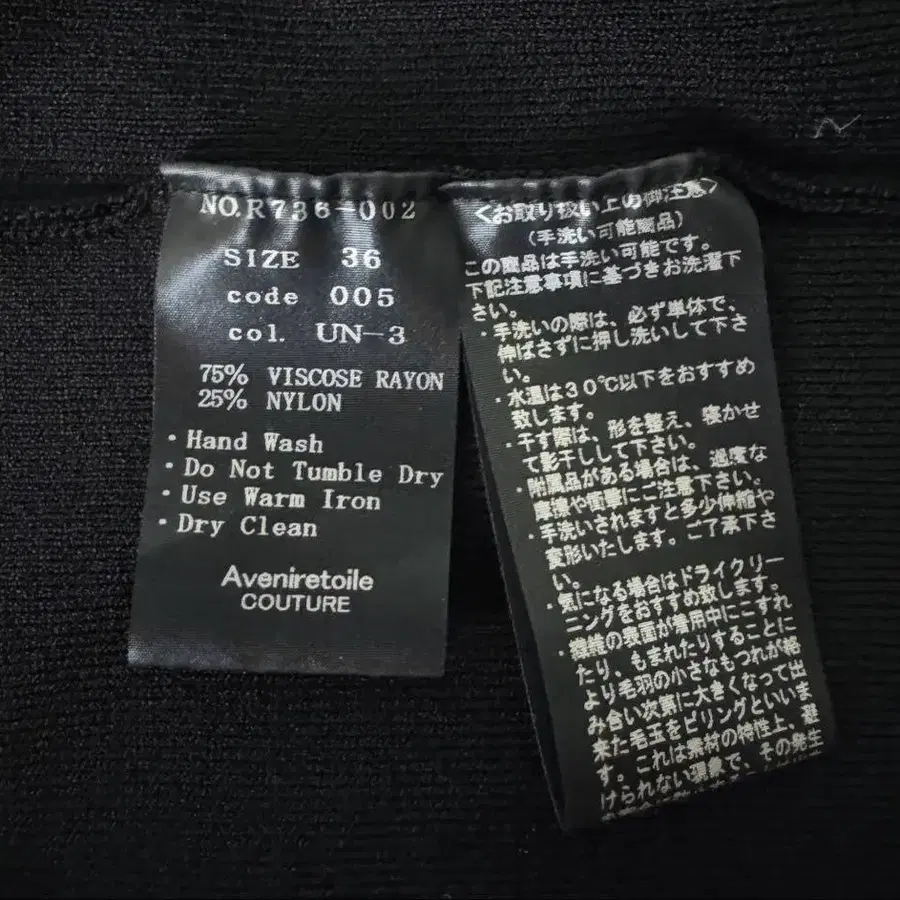 NO.R736-002
SIZE 36
code 005
col. UN-3
75% VISCOSE RAYON
25% NYLON
・Hand Wash
・Do Not Tumble Dry
・Use Warm Iron
・Dry Clean
Aveniretoile
COUTURE
<お取り扱い上の御注意>
(手洗い可能商品)
この商品は手洗い可能です。
下記注意事項に基づきお洗濯下
さい。
・手洗いの際は、必ず単体で、
伸ばさずに押し洗いして下さ
い。
・水温は30℃以下をおすすめ
致します。
・干す際は、形を整え、寝かせ
て影干しして下さい。
・附属品がある場合は、過度な
摩擦や衝撃にご注意下さい。
・手洗いされますと多少伸縮や
変形いたします。ご了承下さ
い。
・気になる場合はドライクリー
ニングをおすすめ致します。
・繊維の表面が着用中にこすれ
たり、もまれたりすることに
より毛羽の小さなもつれが絡
み合い次第に大きくなって出
来た毛玉をピリングといいま
す。これは素材の特性上、避
けられない現象で、その発生